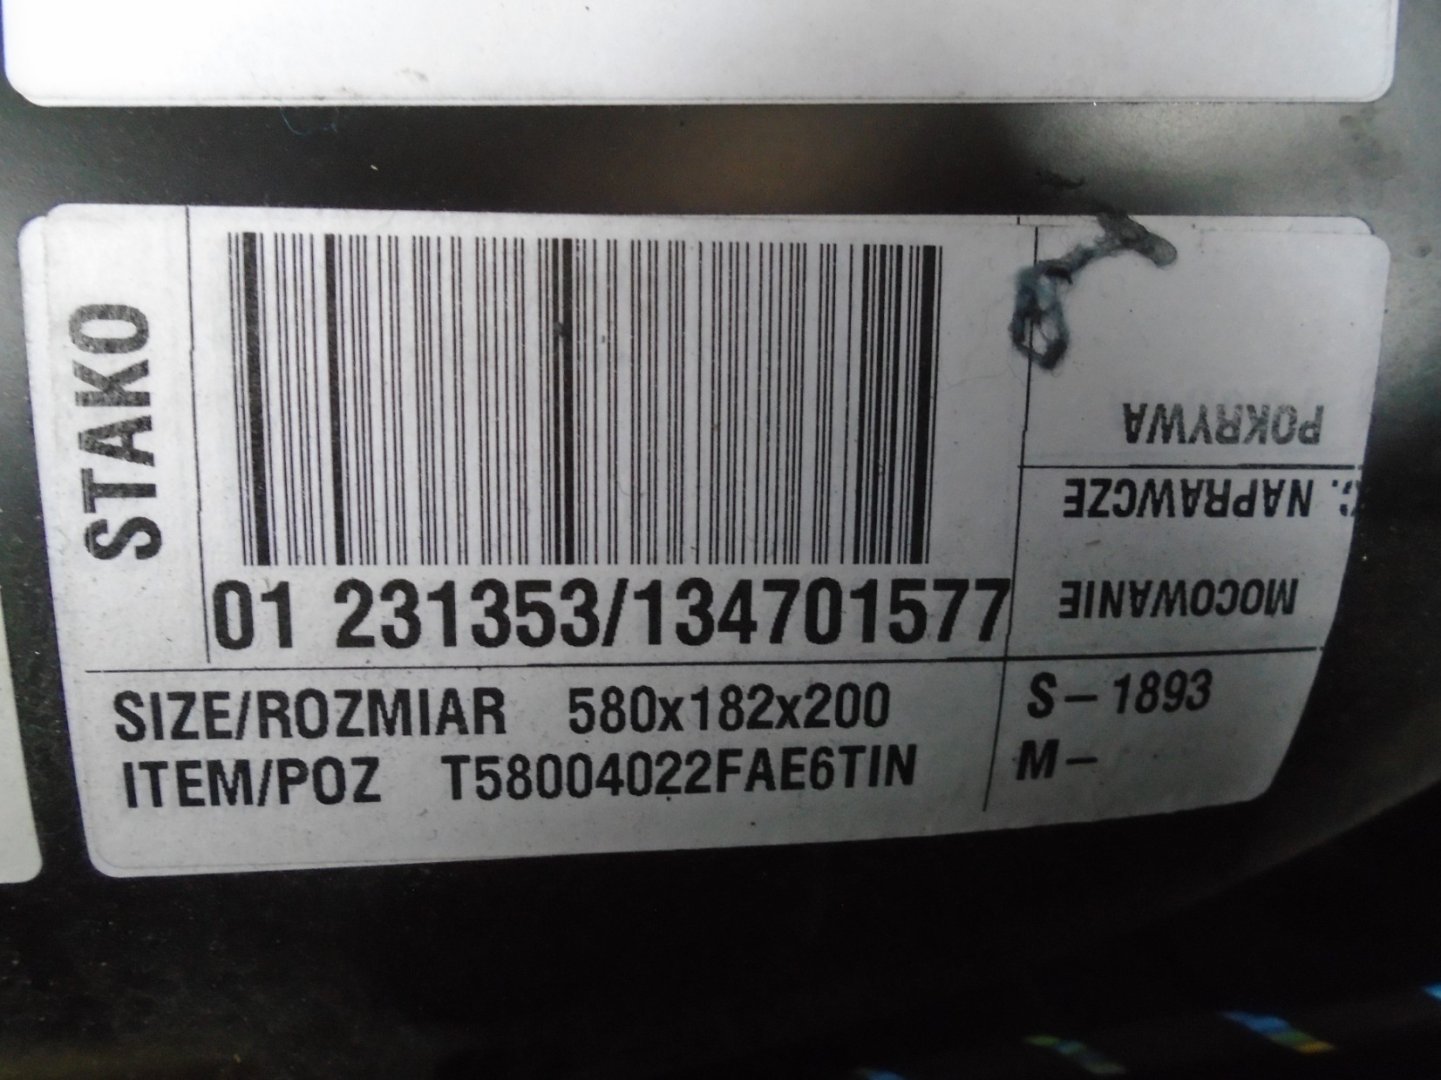 STAKO
01 231353/134701577
SIZE/ROZMIAR 580x182x200
ITEM/POZ T58004022FAE6TIN
POKRYWA
NAPRAWCZE
MOCOWANIE
S-1893
M-